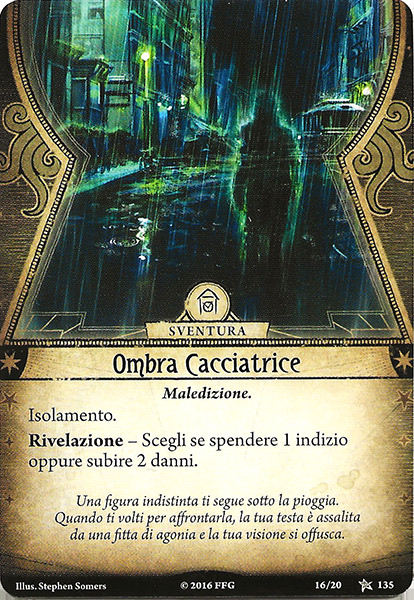 SVENTURA
Ombra Cacciatrice
Maledizione.
Isolamento.
Rivelazione – Scegli se spendere 1 indizio
oppure subire 2 danni.
Una figura indistinta ti segue sotto la pioggia.
Quando ti volti per affrontarla, la tua testa è assalita
da una fitta di agonia e la tua visione si offusca.
Illus. Stephen Somers © 2016 FFG 16/20 135